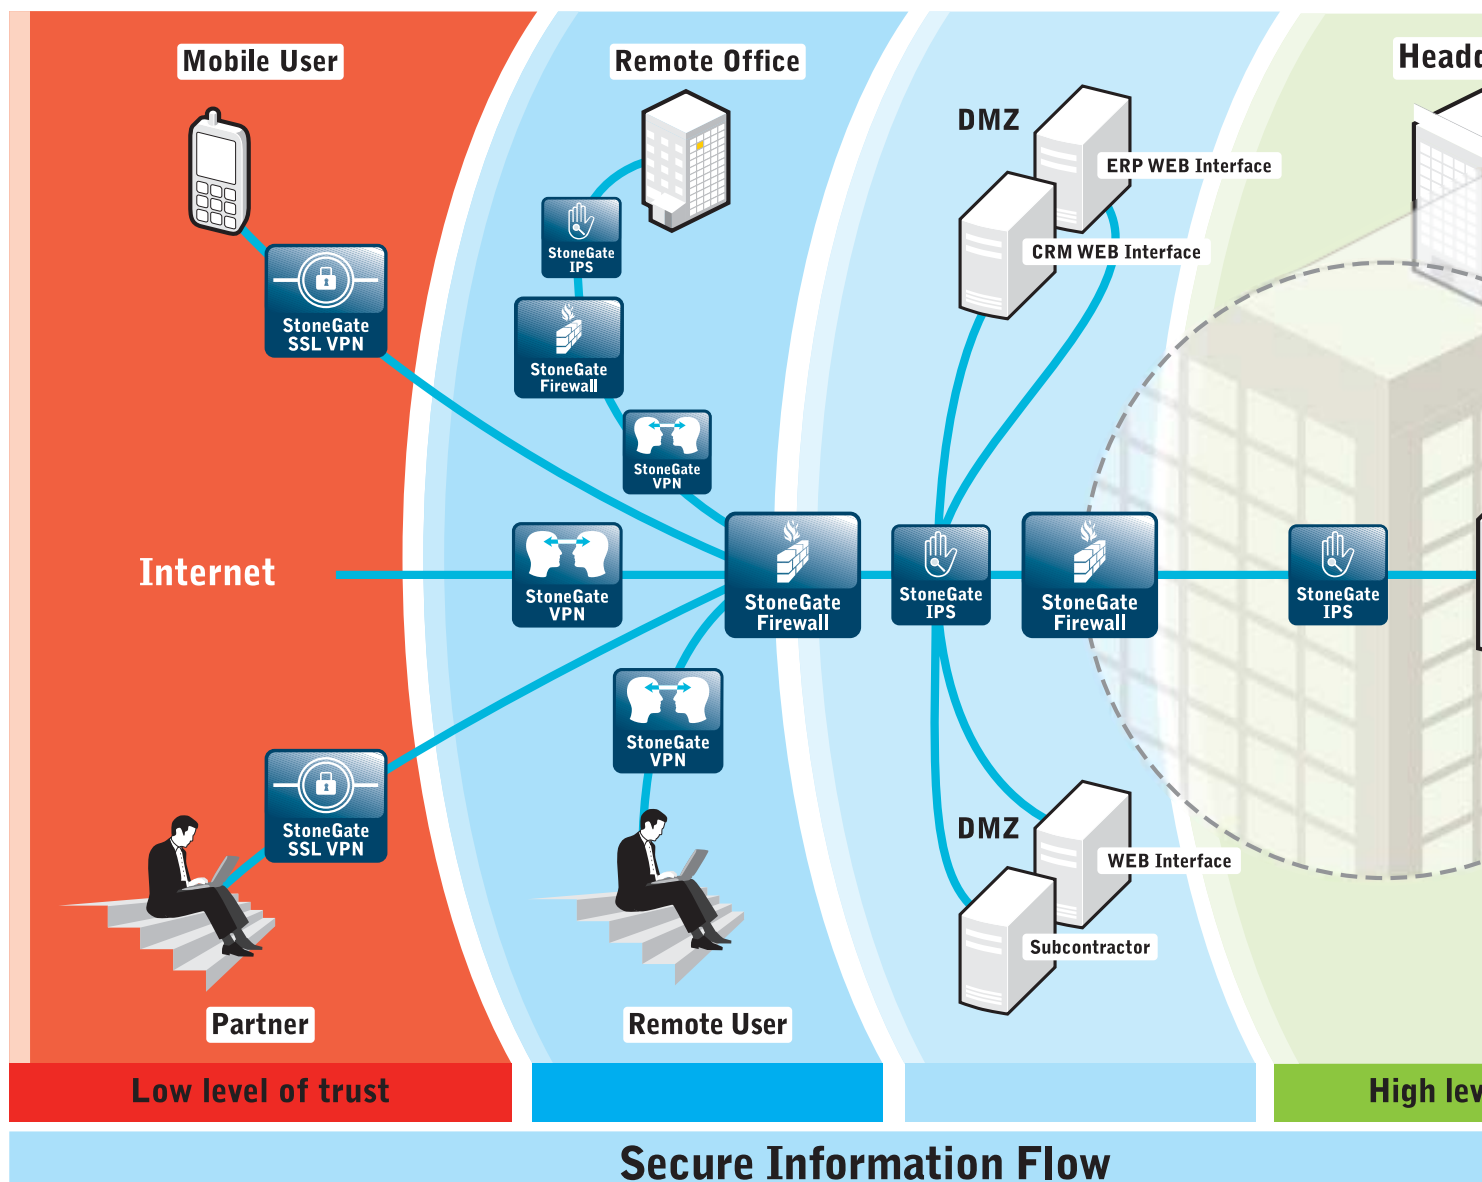 Mobile User
Remote Office
Headq
DMZ
ERP WEB Interface
CRM WEB Interface
StoneGate
IPS
StoneGate
SSL VPN
StoneGate
Firewall
StoneGate
VPN
Internet
StoneGate
VPN
StoneGate
Firewall
StoneGate
IPS
StoneGate
Firewall
StoneGate
IPS
StoneGate
VPN
StoneGate
SSL VPN
DMZ
WEB Interface
Subcontractor
Partner
Remote User
Low level of trust
High lev
Secure Information Flow